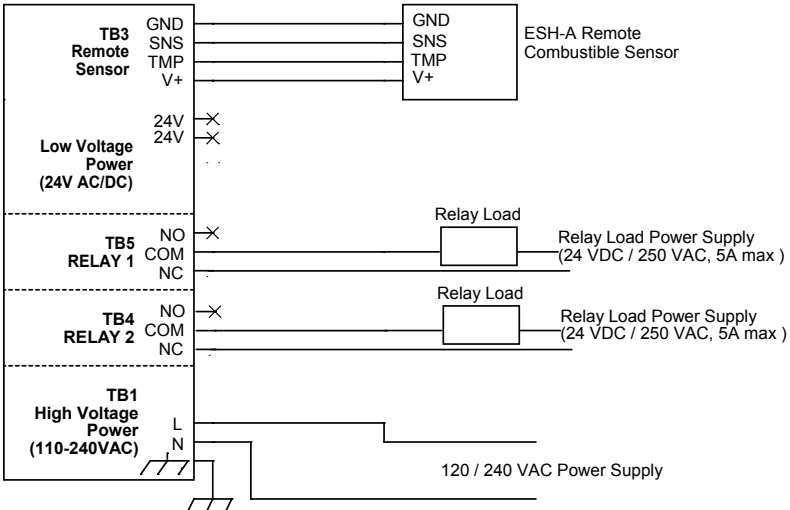 TB3
Remote
Sensor
GND
SNS
TMP
V+
GND
SNS
TMP
V+
ESH-A Remote
Combustible Sensor
Low Voltage
Power
(24V AC/DC)
24V
24V
TB5
RELAY 1
NO
COM
NC
Relay Load
Relay Load Power Supply
(24 VDC / 250 VAC, 5A max )
TB4
RELAY 2
NO
COM
NC
Relay Load
Relay Load Power Supply
(24 VDC / 250 VAC, 5A max )
TB1
High Voltage
Power
(110-240VAC)
L
N
120 / 240 VAC Power Supply